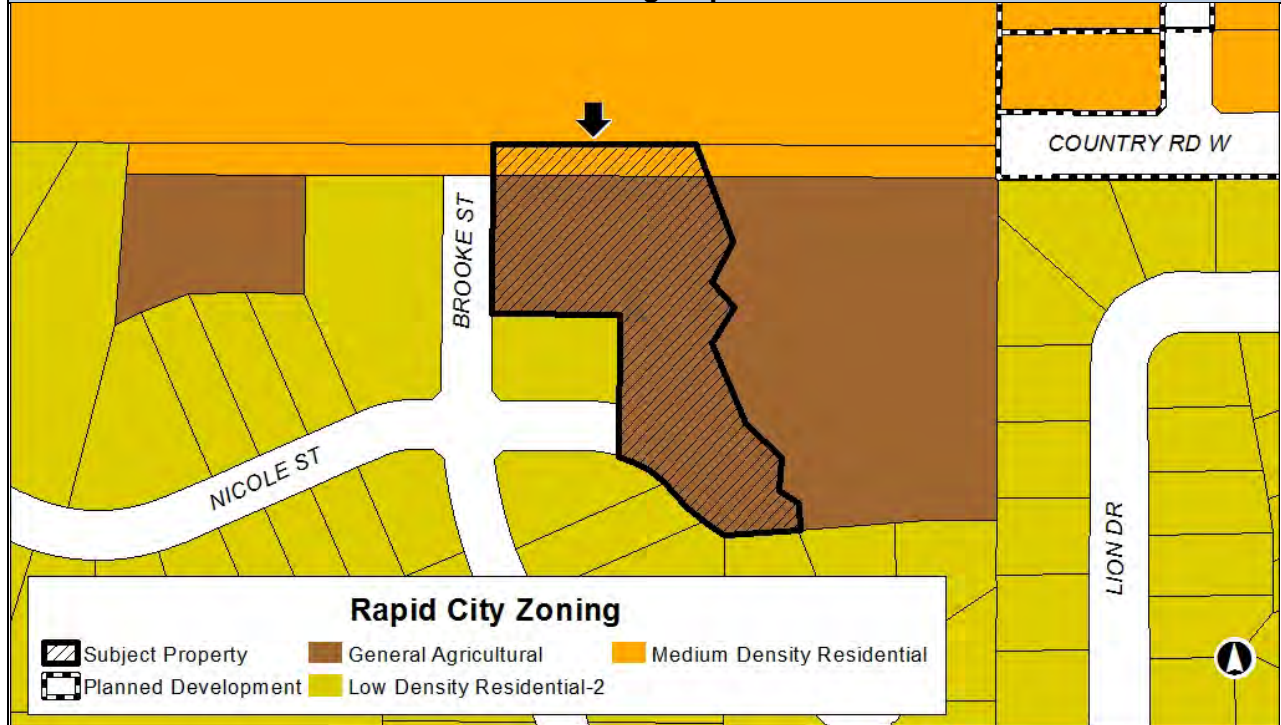 COUNTRY RD W
BROOKE ST
NICOLE ST
LION DR
Rapid City Zoning
Subject Property
General Agricultural
Medium Density Residential
Planned Development
Low Density Residential-2